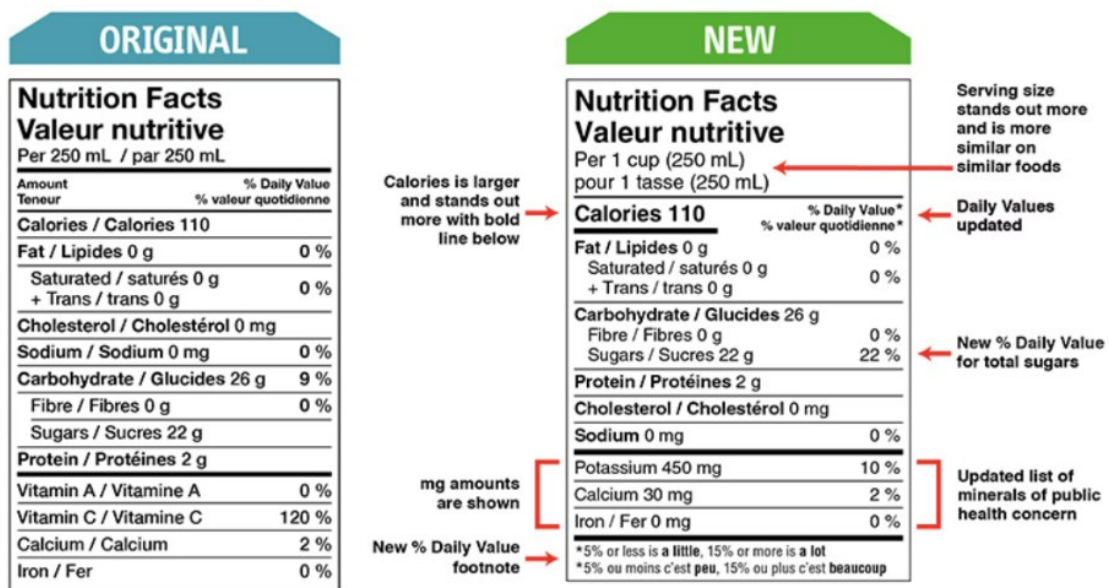 ORIGINAL
Nutrition Facts
Valeur nutritive
Per 250 mL / par 250 mL
Amount % Daily Value
Teneur % valeur quotidienne
Calories / Calories 110
Fat / Lipides 0 g 0 %
Saturated / saturés 0 g
+ Trans / trans 0 g 0 %
Cholesterol / Cholestérol 0 mg
Sodium / Sodium 0 mg 0 %
Carbohydrate / Glucides 26 g 9 %
Fibre / Fibres 0 g 0 %
Sugars / Sucres 22 g
Protein / Protéines 2 g
Vitamin A / Vitamine A 0 %
Vitamin C / Vitamine C 120 %
Calcium / Calcium 2 %
Iron / Fer 0 %
Calories is larger
and stands out
more with bold
line below
mg amounts
are shown
New % Daily Value
footnote
NEW
Nutrition Facts
Valeur nutritive
Per 1 cup (250 mL)
pour 1 tasse (250 mL)
Calories 110 % Daily Value*
% valeur quotidienne*
Fat / Lipides 0 g 0 %
Saturated / saturés 0 g
+ Trans / trans 0 g 0 %
Carbohydrate / Glucides 26 g
Fibre / Fibres 0 g 0 %
Sugars / Sucres 22 g 22 %
Protein / Protéines 2 g
Cholesterol / Cholestérol 0 mg
Sodium 0 mg 0 %
Potassium 450 mg 10 %
Calcium 30 mg 2 %
Iron / Fer 0 mg 0 %
*5% or less is a little, 15% or more is a lot
*5% ou moins c'est peu, 15% ou plus c'est beaucoup
Serving size
stands out more
and is more
similar on
similar foods
Daily Values
updated
New % Daily Value
for total sugars
Updated list of
minerals of public
health concern